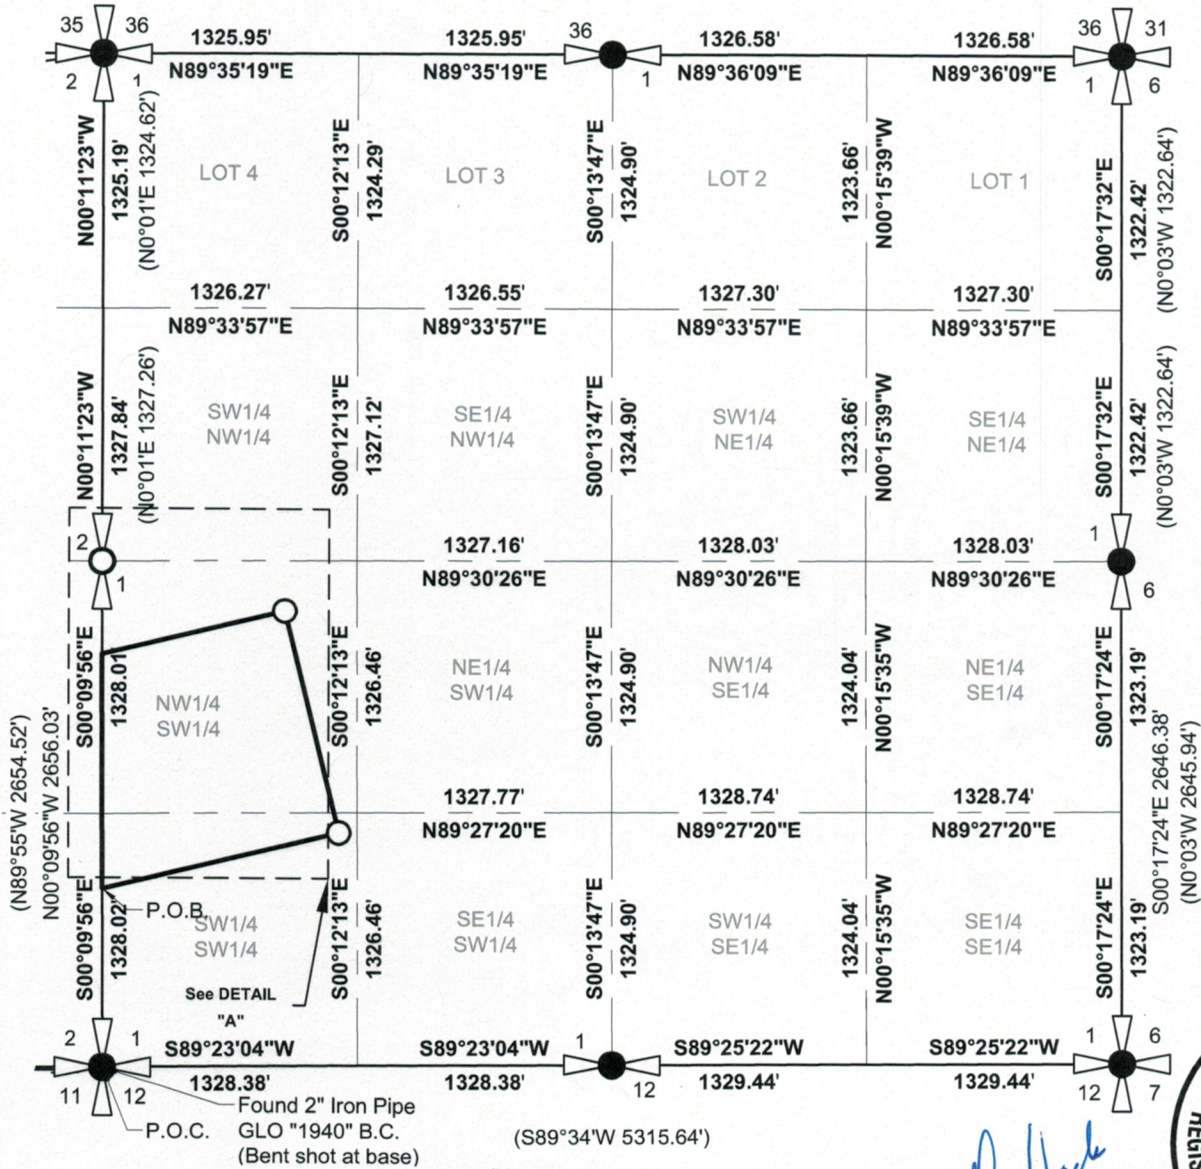 35 36 1325.95' 1325.95' 36 1326.58' 1326.58' 36 31
2 1 N89°35'19"E N89°35'19"E 1 N89°36'09"E N89°36'09"E 1 6
N00°11'23"W
1325.19'
(N0°01'E 1324.62')
LOT 4
S00°12'13"E
1324.29'
LOT 3
S00°13'47"E
1324.90'
LOT 2
1323.66'
N00°15'39"W
LOT 1
S00°17'32"E
1322.42'
(N0°03'W 1322.64')
1326.27' 1326.55' 1327.30' 1327.30'
N89°33'57"E N89°33'57"E N89°33'57"E N89°33'57"E
N00°11'23"W
1327.84'
(N0°01'E 1327.26')
SW1/4
NW1/4
S00°12'13"E
1327.12'
SE1/4
NW1/4
S00°13'47"E
1324.90'
SW1/4
NE1/4
1323.66'
N00°15'39"W
SE1/4
NE1/4
S00°17'32"E
1322.42'
(N0°03'W 1322.64')
2 1327.16' 1328.03' 1328.03' 1
1 N89°30'26"E N89°30'26"E N89°30'26"E 6
(N89°55'W 2654.52')
N00°09'56"W 2656.03'
S00°09'56"E
1328.01'
NW1/4
SW1/4
S00°12'13"E
1326.46'
NE1/4
SW1/4
S00°13'47"E
1324.90'
NW1/4
SE1/4
1324.04'
N00°15'35"W
NE1/4
SE1/4
S00°17'24"E
1323.19'
S00°17'24"E 2646.38'
(N0°03'W 2645.94')
1327.77' 1328.74' 1328.74'
N89°27'20"E N89°27'20"E N89°27'20"E
S00°09'56"E
1328.02'
P.O.B.
SW1/4
SW1/4
S00°12'13"E
1326.46'
SE1/4
SW1/4
S00°13'47"E
1324.90'
SW1/4
SE1/4
1324.04'
N00°15'35"W
SE1/4
SE1/4
S00°17'24"E
1323.19'
See DETAIL
"A"
2 1 S89°23'04"W S89°23'04"W 1 S89°25'22"W S89°25'22"W 1 6
11 12 1328.38' 1328.38' 12 1329.44' 1329.44' 12 7
Found 2" Iron Pipe
P.O.C. GLO "1940" B.C.
(Bent shot at base)
(S89°34'W 5315.64')